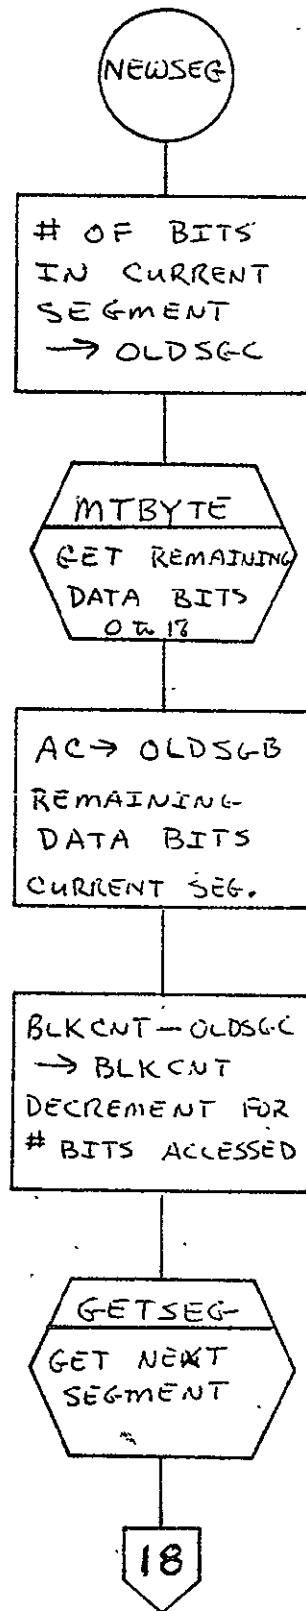 NEWSEG
# OF BITS
IN CURRENT
SEGMENT
→ OLDSGC
MTBYTE
GET REMAINING
DATA BITS
0 to 17
AC → OLDSGB
REMAINING
DATA BITS
CURRENT SEG.
BLKCNT - OLDSGC
→ BLKCNT
DECREMENT FOR
# BITS ACCESSED
GETSEG
GET NEXT
SEGMENT
18